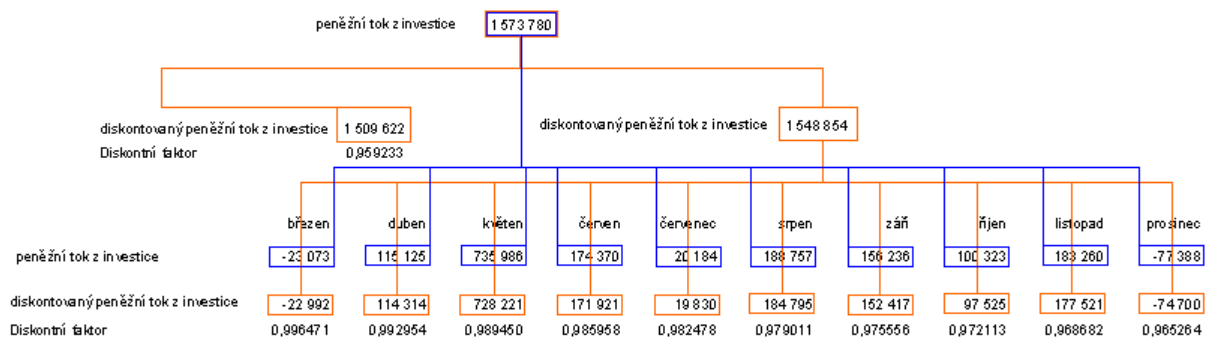 peněžní tok z investice 1 573 780
diskontovaný peněžní tok z investice 1 509 622 diskontovaný peněžní tok z investice 1 548 854
Diskontní faktor 0,959233
březen duben květen červen červenec srpen září říjen listopad prosinec
peněžní tok z investice -23 073 115 125 735 986 174 370 20 184 188 757 156 236 100 323 183 260 -77 388
diskontovaný peněžní tok z investice -22 992 114 314 728 221 171 921 19 830 184 795 152 417 97 525 177 521 -74 700
Diskontní faktor 0,996471 0,992954 0,989450 0,985958 0,982478 0,979011 0,975556 0,972113 0,968682 0,965264